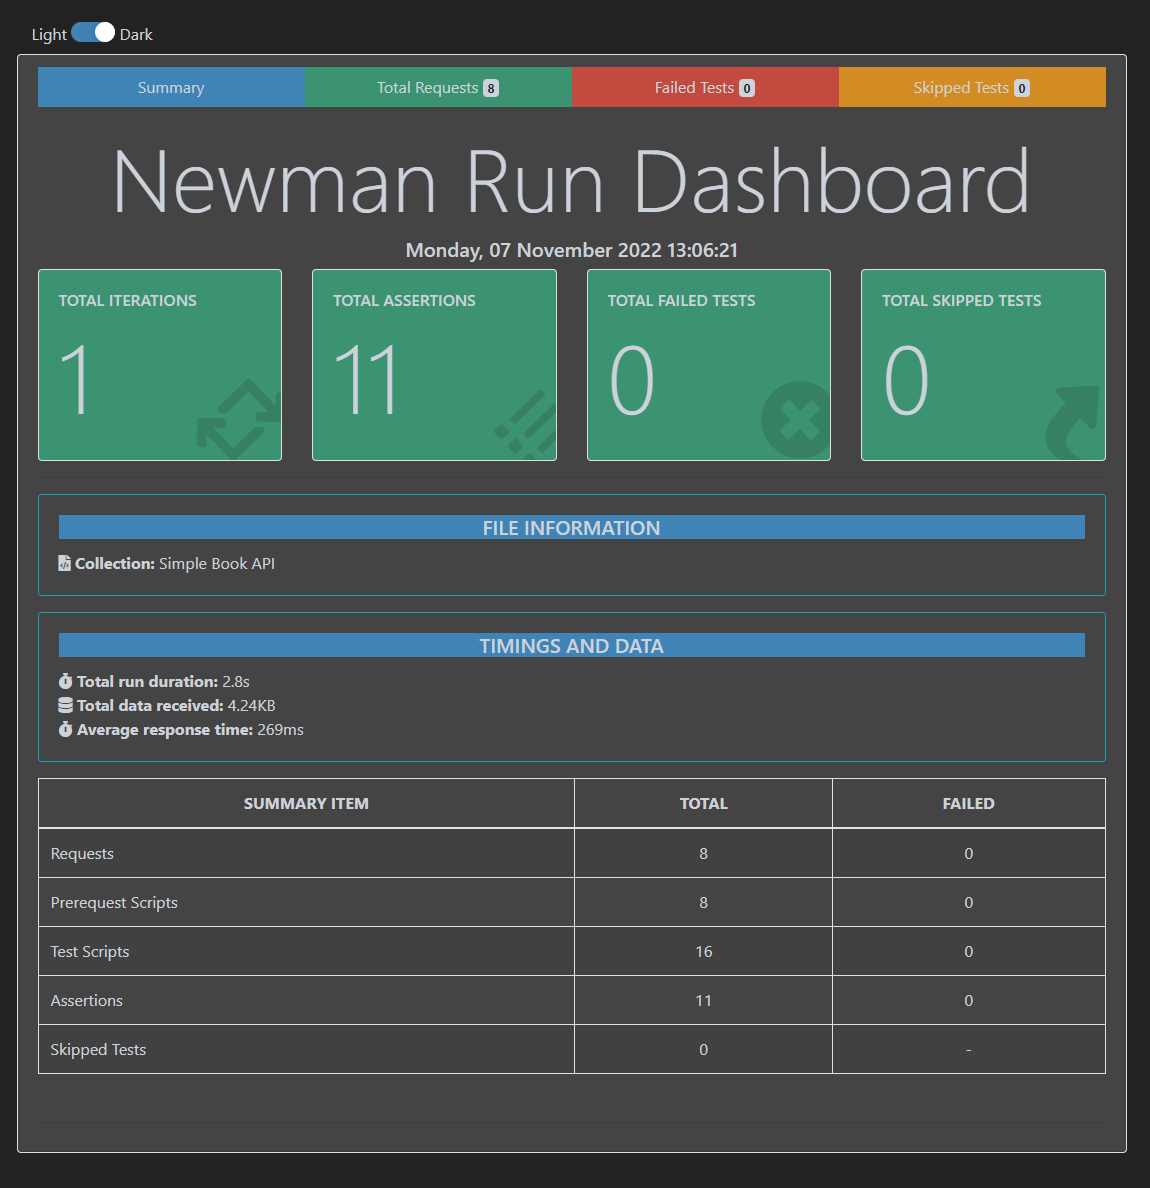 Light Dark
Summary Total Requests 8 Failed Tests 0 Skipped Tests 0
Newman Run Dashboard
Monday, 07 November 2022 13:06:21
TOTAL ITERATIONS
1
TOTAL ASSERTIONS
11
TOTAL FAILED TESTS
0
TOTAL SKIPPED TESTS
0
FILE INFORMATION
Collection: Simple Book API
TIMINGS AND DATA
Total run duration: 2.8s
Total data received: 4.24KB
Average response time: 269ms
SUMMARY ITEM TOTAL FAILED
Requests 8 0
Prerequest Scripts 8 0
Test Scripts 16 0
Assertions 11 0
Skipped Tests 0 -